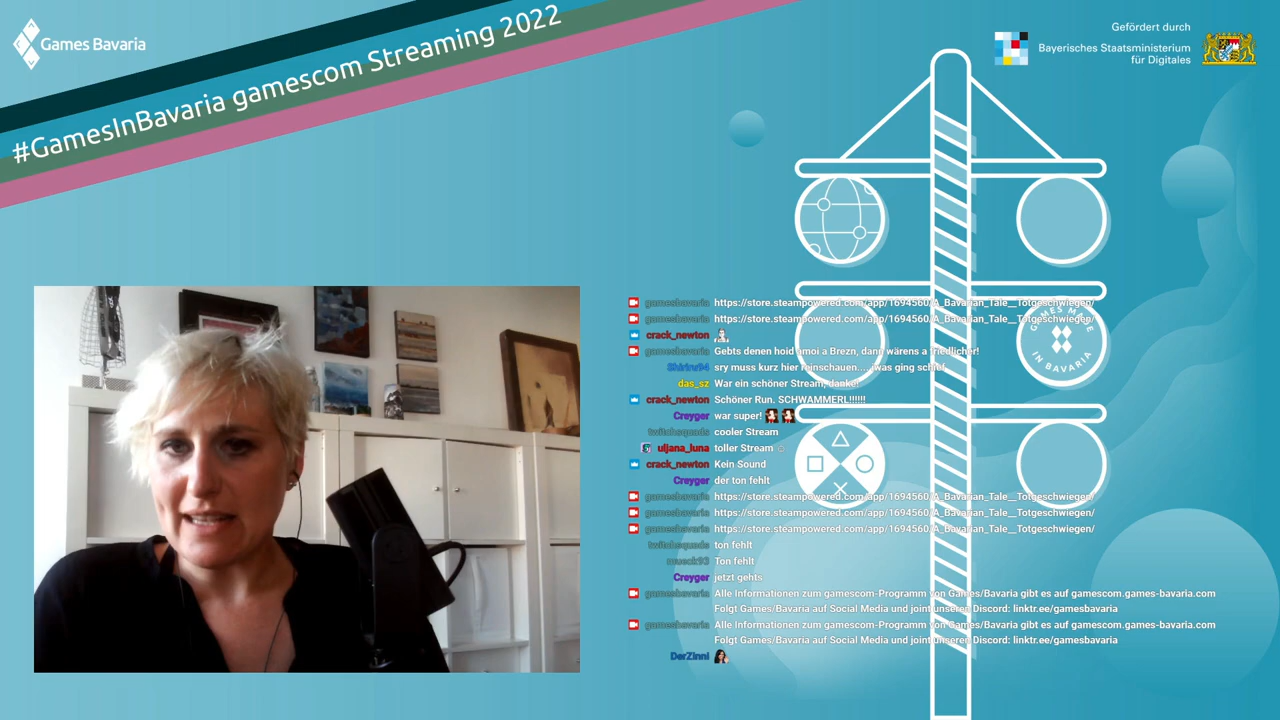 Games Bavaria
#GamesInBavaria gamescom Streaming 2022
Gefördert durch
Bayerisches Staatsministerium
für Digitales
GAMES MADE
IN BAVARIA
gamesbavaria https://store.steampowered.com/app/1694560/A_Bavarian_Tale__Totgeschwiegen/
gamesbavaria https://store.steampowered.com/app/1694560/A_Bavarian_Tale__Totgeschwiegen/
crack_newton
gamesbavaria Gebts denen hoid amoi a Brezn, dann wärens a friedlicher!
sry muss kurz hier reinschauen.... was ging schief
das_sz War ein schöner Stream, danke!
crack_newton Schöner Run. SCHWAMMERL!!!!!!
Creyger war super!
twitchsquads cooler Stream
uljana_luna toller Stream
crack_newton Kein Sound
Creyger der ton fehlt
gamesbavaria https://store.steampowered.com/app/1694560/A_Bavarian_Tale__Totgeschwiegen/
gamesbavaria https://store.steampowered.com/app/1694560/A_Bavarian_Tale__Totgeschwiegen/
gamesbavaria https://store.steampowered.com/app/1694560/A_Bavarian_Tale__Totgeschwiegen/
twitchsquads ton fehlt
Ton fehlt
Creyger jetzt gehts
gamesbavaria Alle Informationen zum gamescom-Programm von Games/Bavaria gibt es auf gamescom.games-bavaria.com
Folgt Games/Bavaria auf Social Media und joint unseren Discord: linktr.ee/gamesbavaria
gamesbavaria Alle Informationen zum gamescom-Programm von Games/Bavaria gibt es auf gamescom.games-bavaria.com
Folgt Games/Bavaria auf Social Media und joint unseren Discord: linktr.ee/gamesbavaria
DerZinni